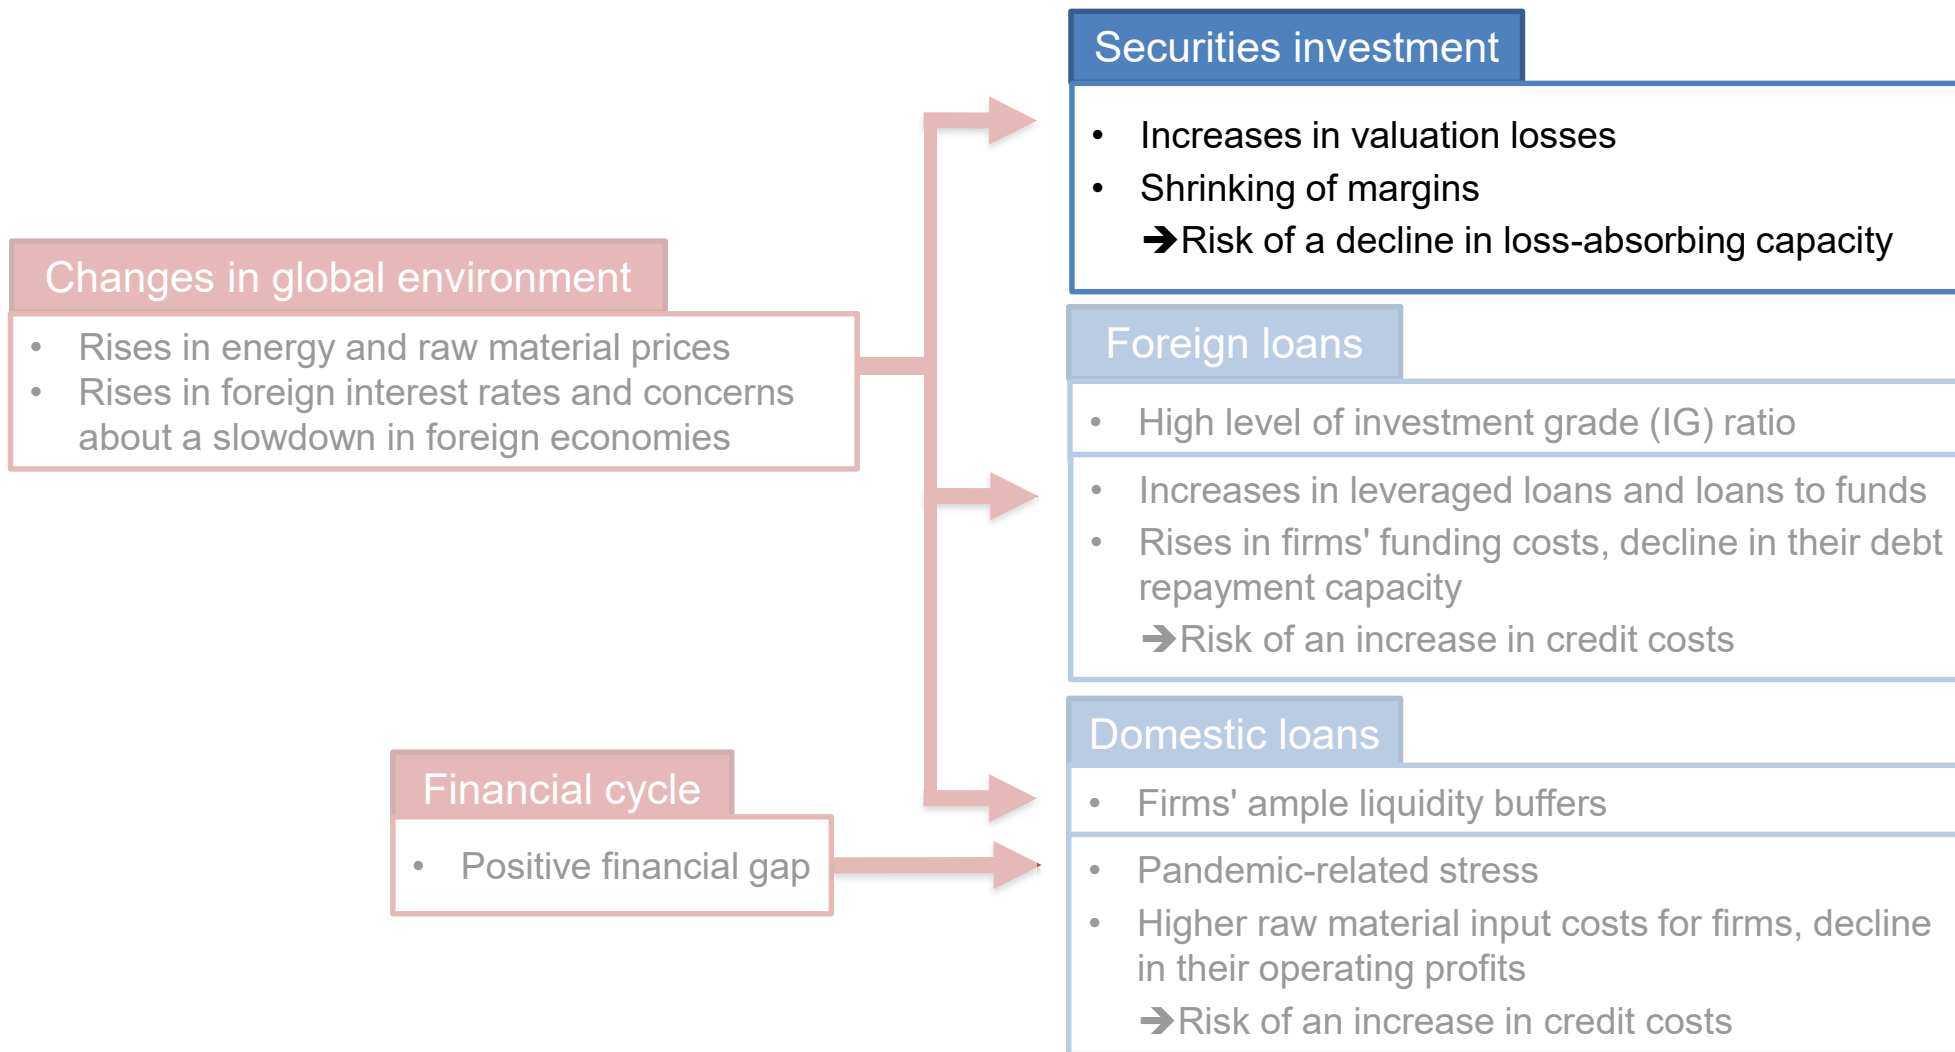 Securities investment
• Increases in valuation losses
• Shrinking of margins
➔Risk of a decline in loss-absorbing capacity
Changes in global environment
• Rises in energy and raw material prices
• Rises in foreign interest rates and concerns
about a slowdown in foreign economies
Foreign loans
• High level of investment grade (IG) ratio
• Increases in leveraged loans and loans to funds
• Rises in firms' funding costs, decline in their debt
repayment capacity
➔Risk of an increase in credit costs
Financial cycle
• Positive financial gap
Domestic loans
• Firms' ample liquidity buffers
• Pandemic-related stress
• Higher raw material input costs for firms, decline
in their operating profits
➔Risk of an increase in credit costs